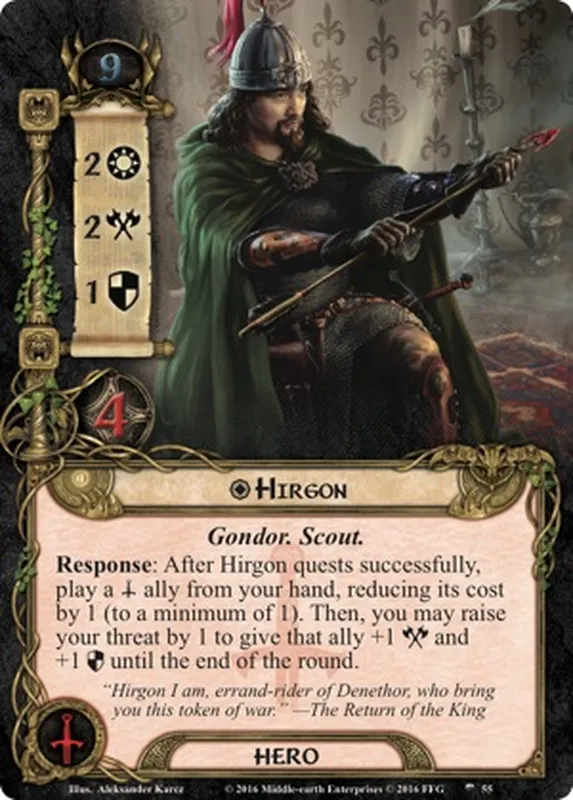 9
2
2
1
4
HIRGON
Gondor. Scout.
Response: After Hirgon quests successfully,
play a ally from your hand, reducing its cost
by 1 (to a minimum of 1). Then, you may raise
your threat by 1 to give that ally +1 and
+1 until the end of the round.
“Hirgon I am, errand-rider of Denethor, who bring
you this token of war.” —The Return of the King
HERO
Illus. Aleksander Karcz © 2016 Middle-earth Enterprises © 2016 FFG 55